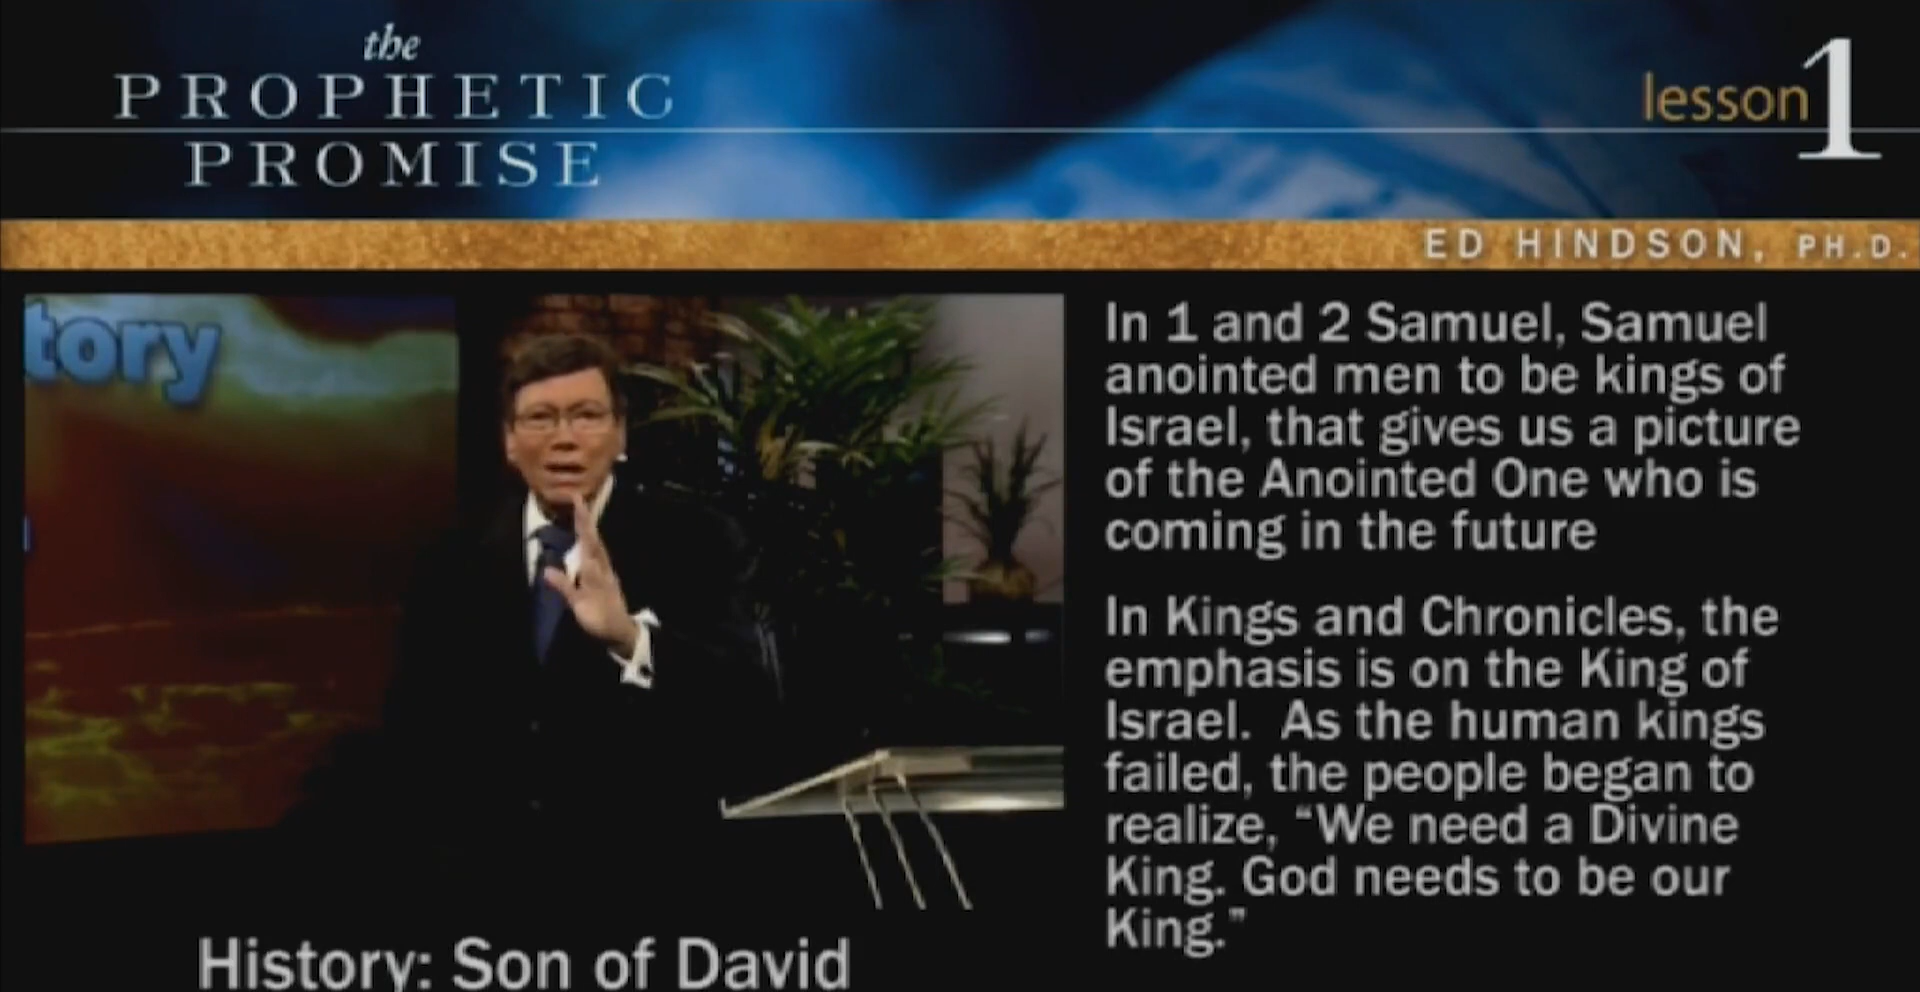 the
PROPHETIC
PROMISE
lesson 1
ED HINDSON, PH.D.
tory
In 1 and 2 Samuel, Samuel
anointed men to be kings of
Israel, that gives us a picture
of the Anointed One who is
coming in the future
In Kings and Chronicles, the
emphasis is on the King of
Israel. As the human kings
failed, the people began to
realize, “We need a Divine
King. God needs to be our
King.”
History: Son of David